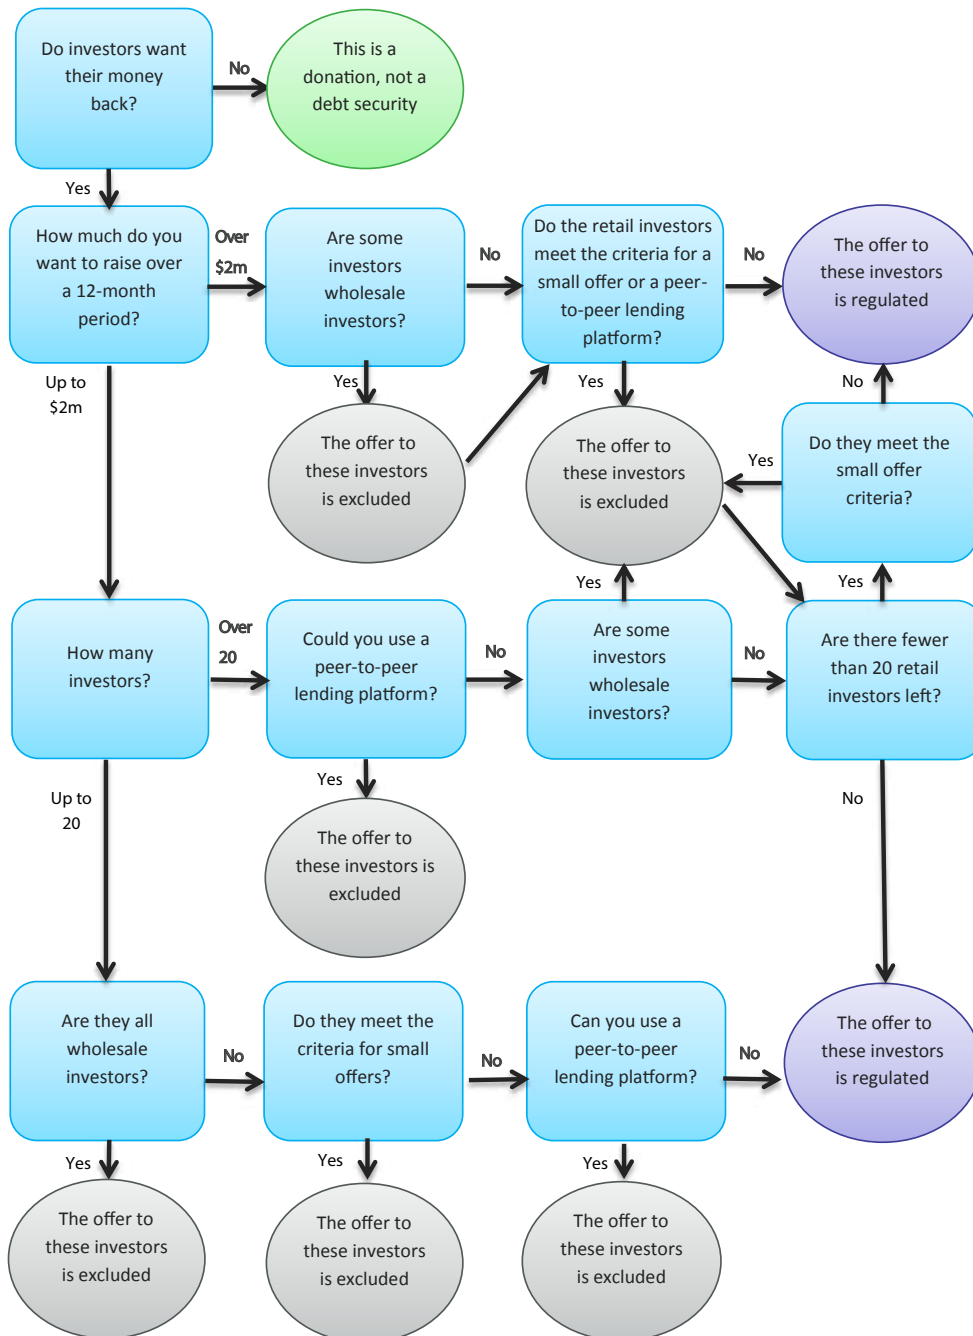 Do investors want
their money
back?
No
This is a
donation, not a
debt security
Yes
How much do you
want to raise over
a 12-month
period?
Over
$2m
Are some
investors
wholesale
investors?
No
Do the retail investors
meet the criteria for a
small offer or a peer-
to-peer lending
platform?
No
The offer to
these investors
is regulated
Up to
$2m
Yes
The offer to
these investors
is excluded
Yes
The offer to
these investors
is excluded
Yes
No
Do they meet the
small offer
criteria?
How many
investors?
Over
20
Could you use a
peer-to-peer
lending platform?
No
Yes
Are some
investors
wholesale
investors?
No
Yes
Are there fewer
than 20 retail
investors left?
Up to
20
Yes
The offer to
these investors is
excluded
No
Are they all
wholesale
investors?
No
Do they meet the
criteria for small
offers?
No
Can you use a
peer-to-peer
lending platform?
No
The offer to
these investors
is regulated
Yes
The offer to
these investors
is excluded
Yes
The offer to
these investors
is excluded
Yes
The offer to
these investors
is excluded